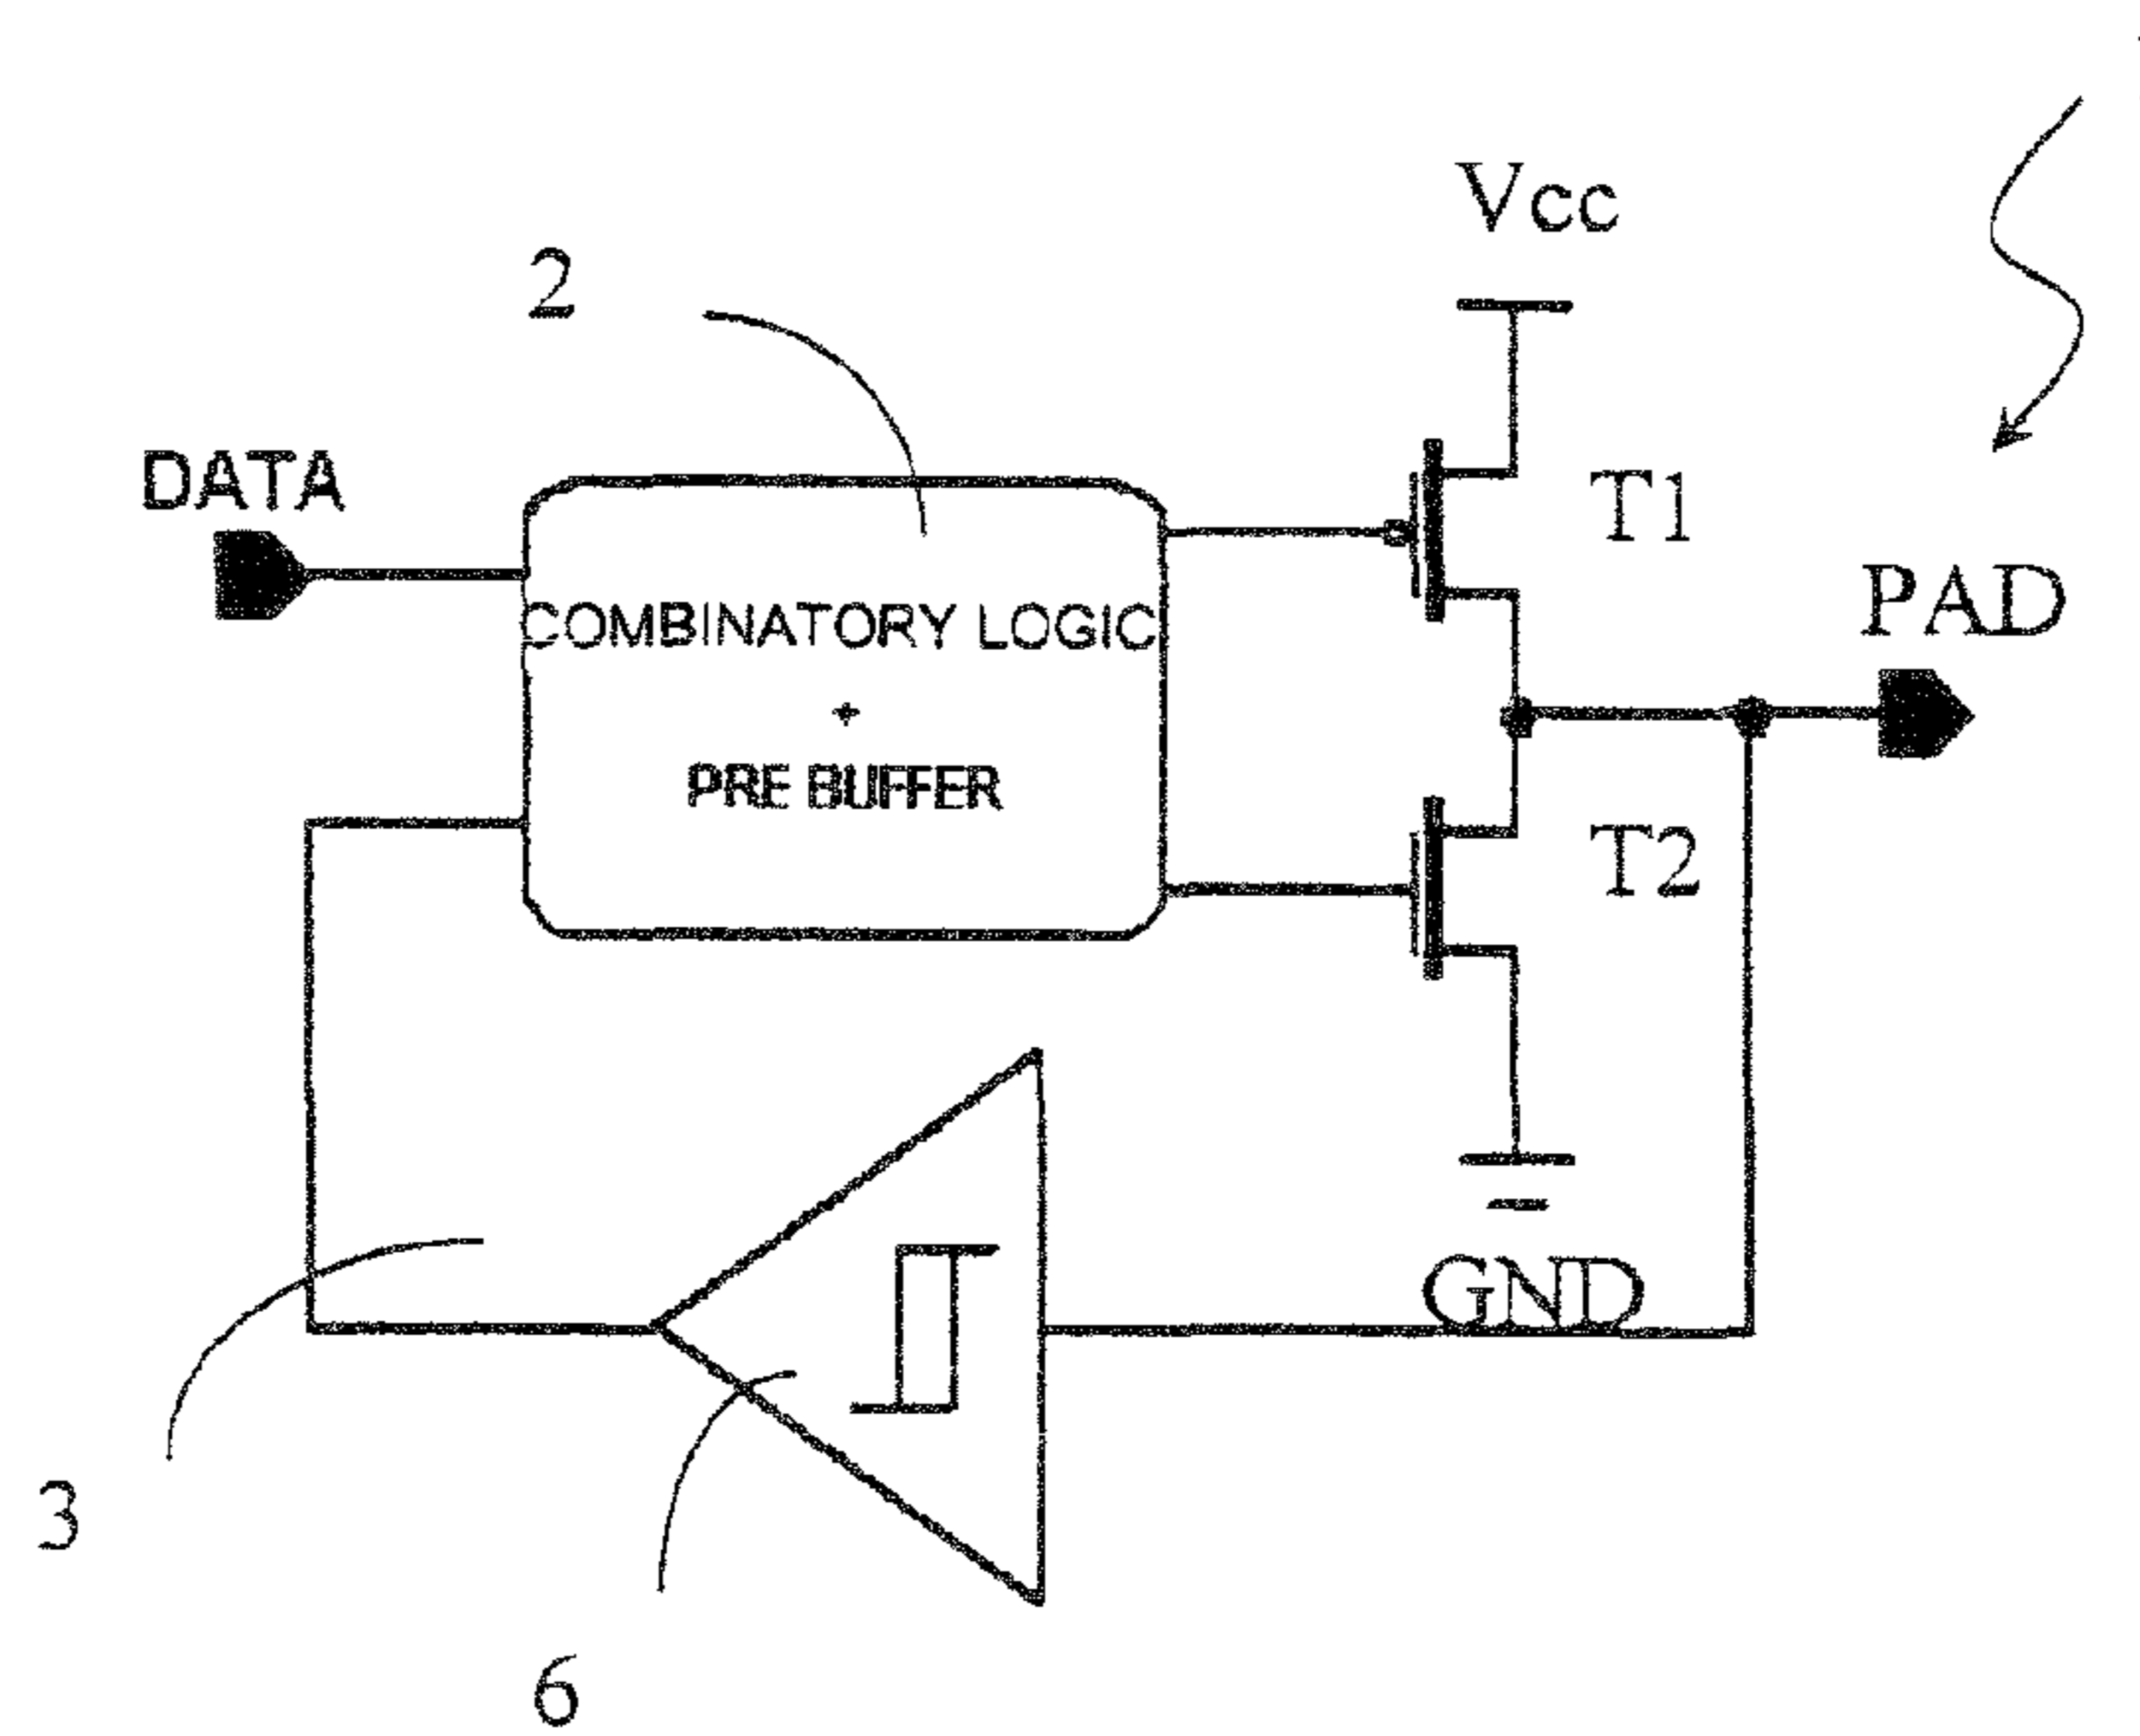 Vcc
2
DATA
T1
PAD
COMBINATORY LOGIC
+
PRE BUFFER
T2
GND
3
6